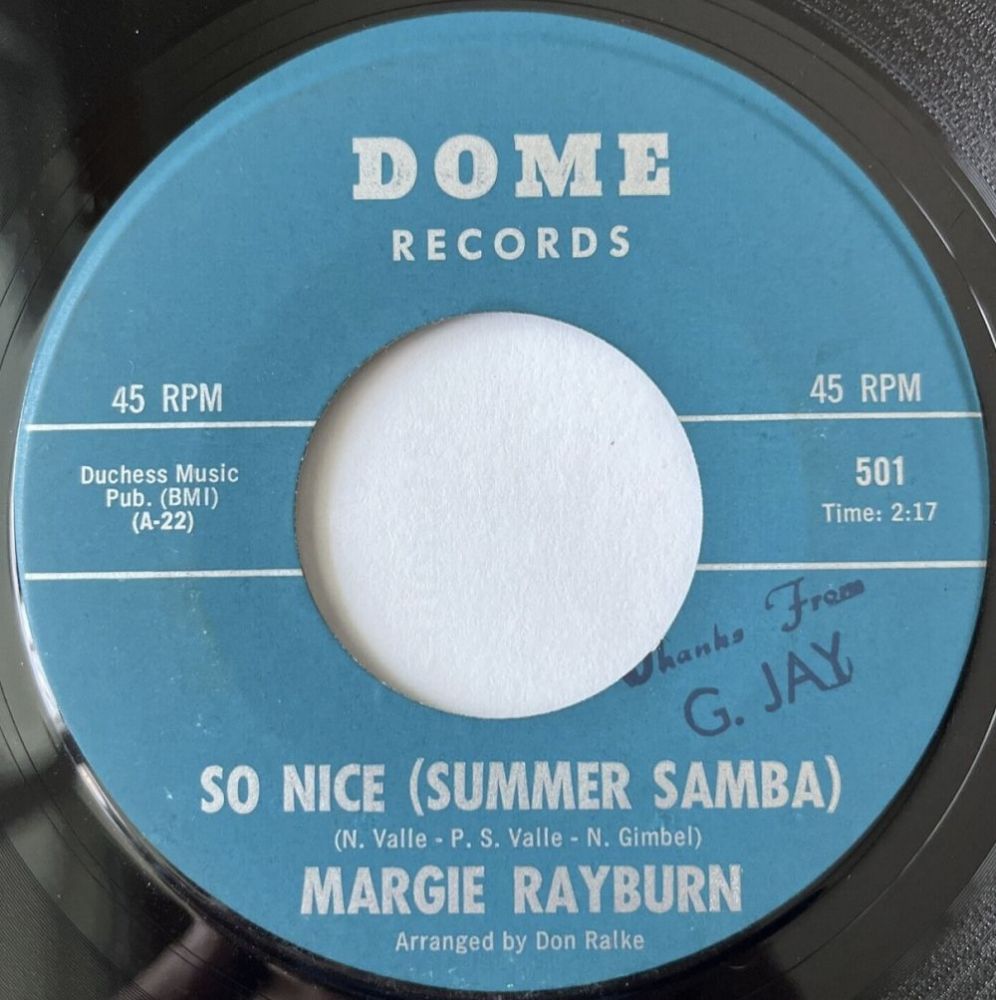 DOME
RECORDS
45 RPM
45 RPM
Duchess Music
Pub. (BMI)
(A-22)
501
Time: 2:17
Thanks From
G. JAY
SO NICE (SUMMER SAMBA)
(N. Valle - P. S. Valle - N. Gimbel)
MARGIE RAYBURN
Arranged by Don Ralke